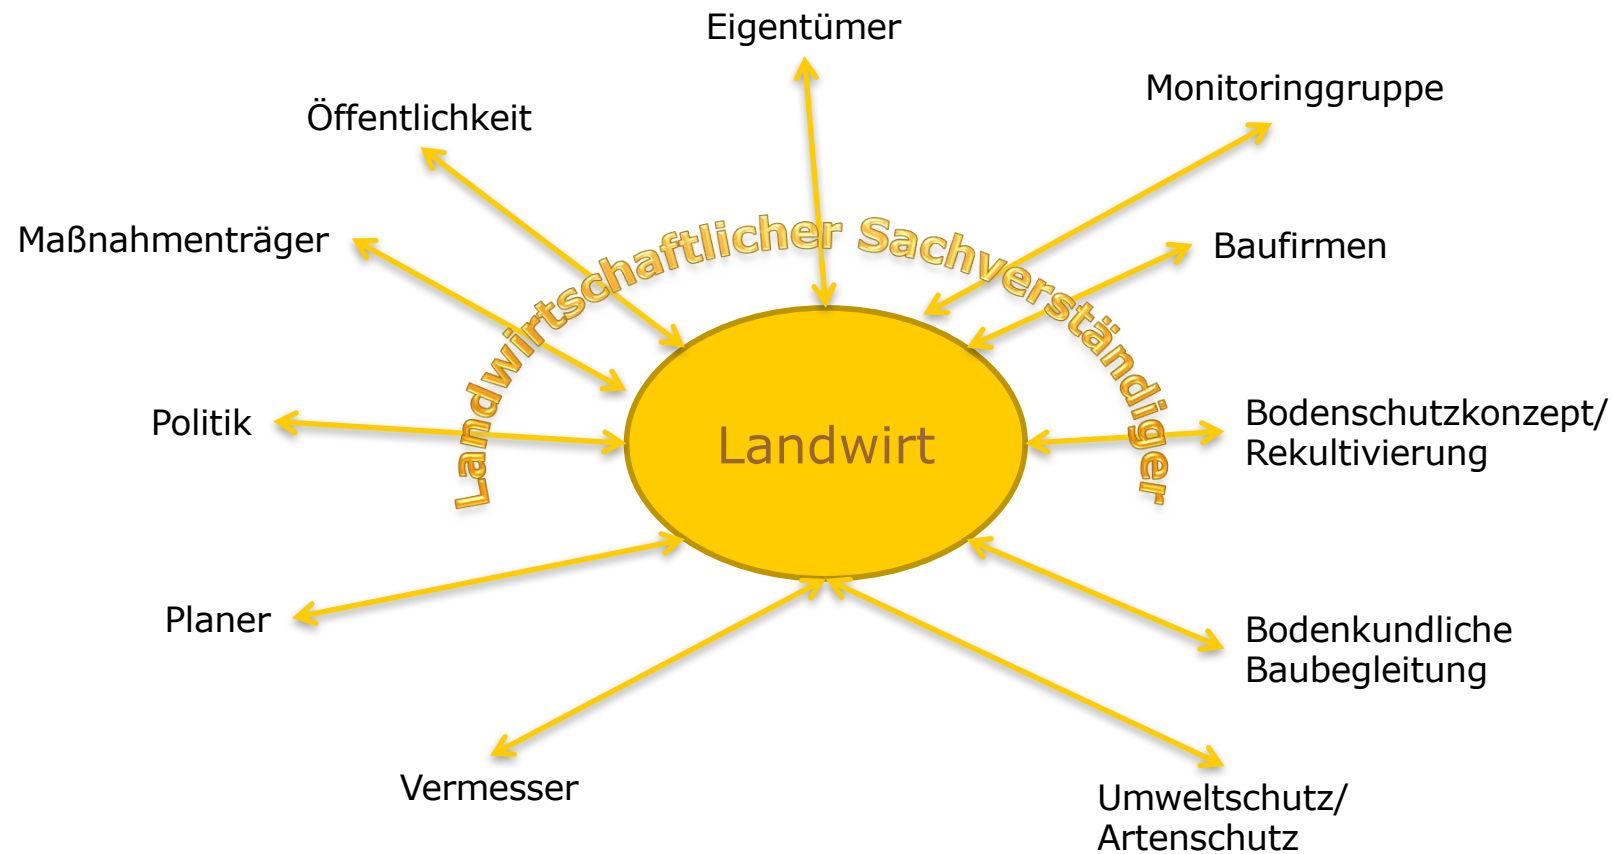 Eigentümer
Monitoringgruppe
Öffentlichkeit
Maßnahmenträger
Landwirtschaftlicher Sachverständiger
Baufirmen
Politik
Landwirt
Bodenschutzkonzept/
Rekultivierung
Planer
Bodenkundliche
Baubegleitung
Vermesser
Umweltschutz/
Artenschutz